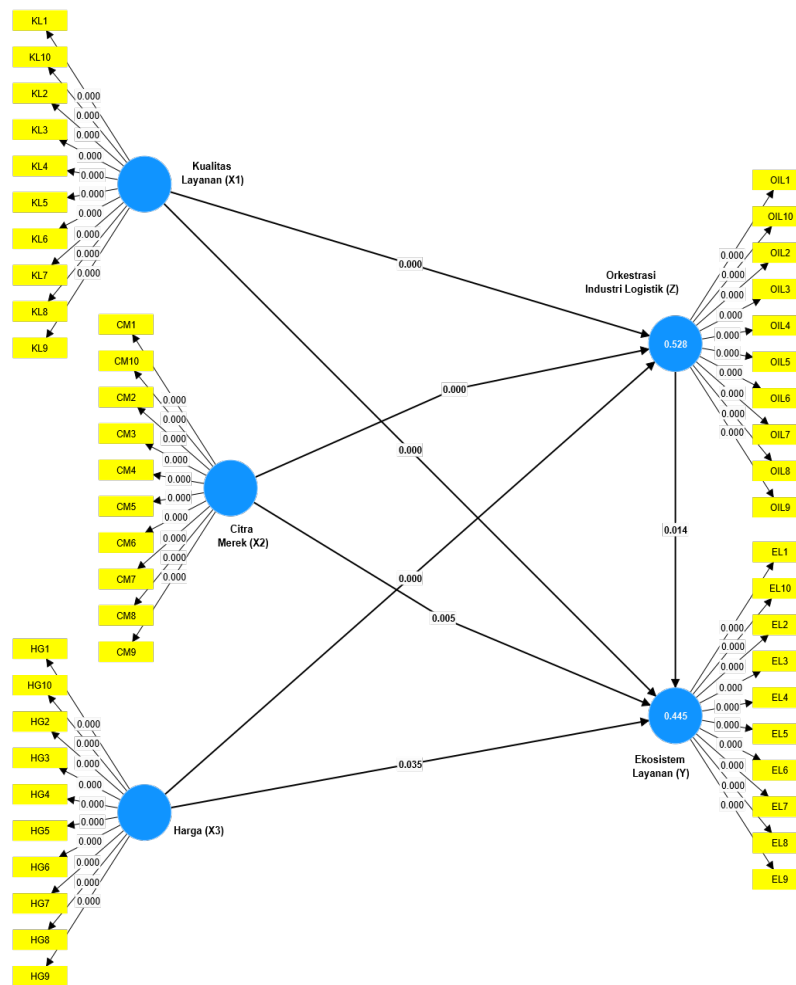 KL1
KL10
KL2
KL3
KL4
KL5
KL6
KL7
KL8
KL9
0.000
0.000
0.000
0.000
0.000
0.000
0.000
0.000
0.000
0.000
Kualitas
Layanan (X1)
CM1
CM10
CM2
CM3
CM4
CM5
CM6
CM7
CM8
CM9
0.000
0.000
0.000
0.000
0.000
0.000
0.000
0.000
0.000
0.000
Citra
Merek (X2)
HG1
HG10
HG2
HG3
HG4
HG5
HG6
HG7
HG8
HG9
0.000
0.000
0.000
0.000
0.000
0.000
0.000
0.000
0.000
0.000
Harga (X3)
0.000
0.000
0.000
0.000
0.005
0.035
0.014
Orkestrasi
Industri Logistik (Z)
0.528
0.000
0.000
0.000
0.000
0.000
0.000
0.000
0.000
0.000
0.000
OIL1
OIL10
OIL2
OIL3
OIL4
OIL5
OIL6
OIL7
OIL8
OIL9
0.445
Ekosistem
Layanan (Y)
0.000
0.000
0.000
0.000
0.000
0.000
0.000
0.000
0.000
0.000
EL1
EL10
EL2
EL3
EL4
EL5
EL6
EL7
EL8
EL9